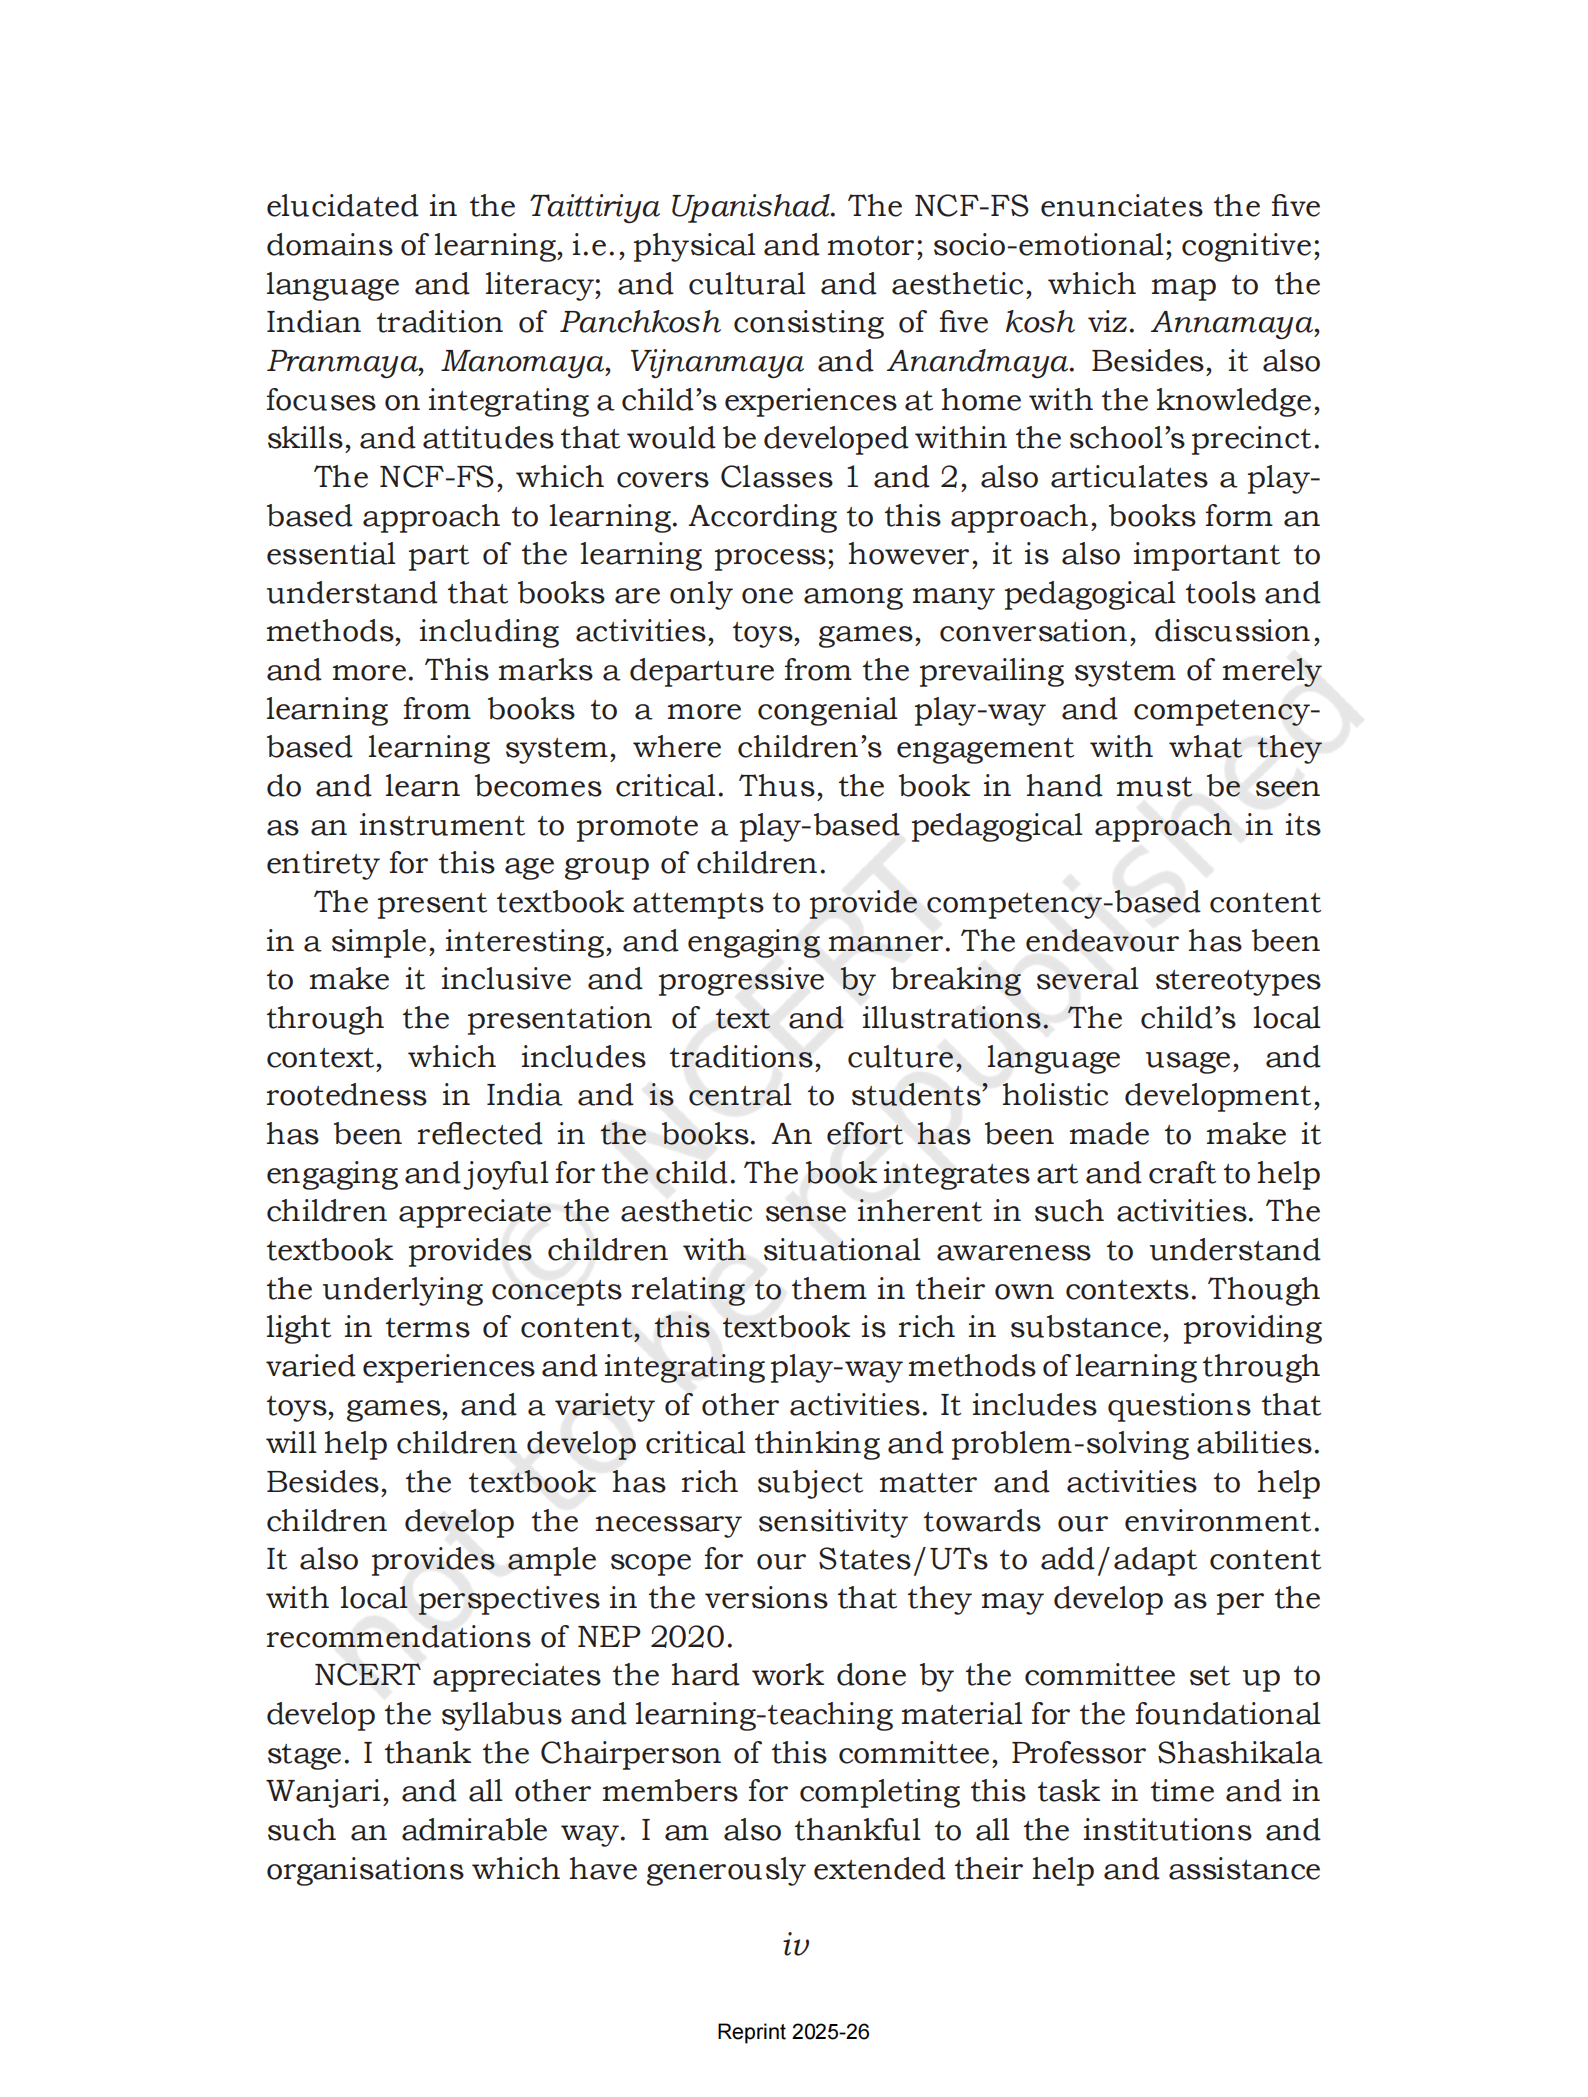 elucidated in the Taittiriya Upanishad. The NCF-FS enunciates the five
domains of learning, i.e., physical and motor; socio-emotional; cognitive;
language and literacy; and cultural and aesthetic, which map to the
Indian tradition of Panchkosh consisting of five kosh viz. Annamaya,
Pranmaya, Manomaya, Vijnanmaya and Anandmaya. Besides, it also
focuses on integrating a child’s experiences at home with the knowledge,
skills, and attitudes that would be developed within the school’s precinct.
The NCF-FS, which covers Classes 1 and 2, also articulates a play-
based approach to learning. According to this approach, books form an
essential part of the learning process; however, it is also important to
understand that books are only one among many pedagogical tools and
methods, including activities, toys, games, conversation, discussion,
and more. This marks a departure from the prevailing system of merely
learning from books to a more congenial play-way and competency-
based learning system, where children’s engagement with what they
do and learn becomes critical. Thus, the book in hand must be seen
as an instrument to promote a play-based pedagogical approach in its
entirety for this age group of children.
The present textbook attempts to provide competency-based content
in a simple, interesting, and engaging manner. The endeavour has been
to make it inclusive and progressive by breaking several stereotypes
through the presentation of text and illustrations. The child’s local
context, which includes traditions, culture, language usage, and
rootedness in India and is central to students’ holistic development,
has been reflected in the books. An effort has been made to make it
engaging and joyful for the child. The book integrates art and craft to help
children appreciate the aesthetic sense inherent in such activities. The
textbook provides children with situational awareness to understand
the underlying concepts relating to them in their own contexts. Though
light in terms of content, this textbook is rich in substance, providing
varied experiences and integrating play-way methods of learning through
toys, games, and a variety of other activities. It includes questions that
will help children develop critical thinking and problem-solving abilities.
Besides, the textbook has rich subject matter and activities to help
children develop the necessary sensitivity towards our environment.
It also provides ample scope for our States/UTs to add/adapt content
with local perspectives in the versions that they may develop as per the
recommendations of NEP 2020.
NCERT appreciates the hard work done by the committee set up to
develop the syllabus and learning-teaching material for the foundational
stage. I thank the Chairperson of this committee, Professor Shashikala
Wanjari, and all other members for completing this task in time and in
such an admirable way. I am also thankful to all the institutions and
organisations which have generously extended their help and assistance
iv
Reprint 2025-26
© NCERT
not to be republished